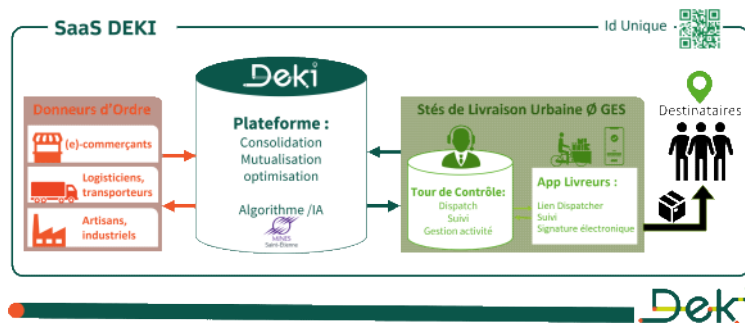 SaaS DEKI
Id Unique
Deki
Donneurs d'Ordre
(e)-commerçants
Logisticiens,
transporteurs
Artisans,
industriels
Plateforme :
Consolidation
Mutualisation
optimisation
Algorithme /IA
MINES
Saint-Étienne
Stés de Livraison Urbaine Ø GES
Tour de Contrôle:
Dispatch
Suivi
Gestion activité
App Livreurs :
Lien Dispatcher
Suivi
Signature électronique
Destinataires
Deki